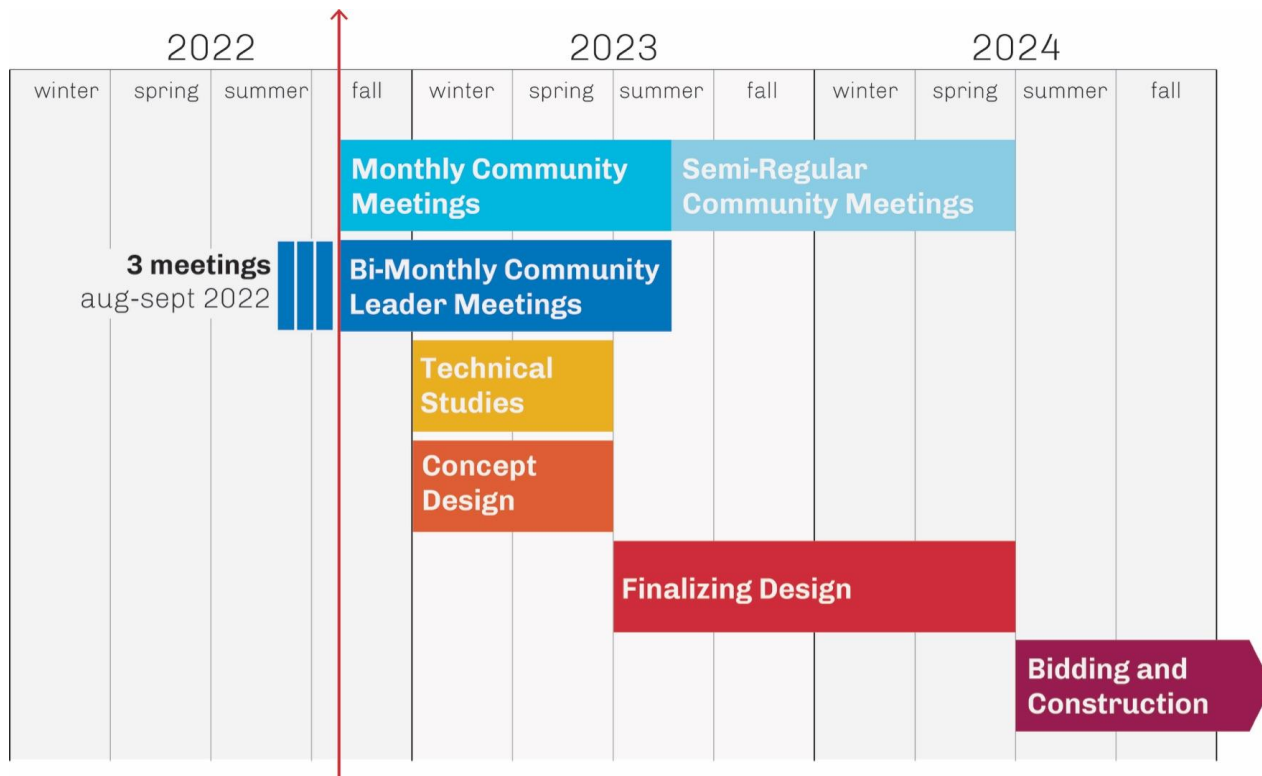 2022 2023 2024
winter spring summer fall winter spring summer fall winter spring summer fall
Monthly Community
Meetings
Semi-Regular
Community Meetings
3 meetings
aug-sept 2022
Bi-Monthly Community
Leader Meetings
Technical
Studies
Concept
Design
Finalizing Design
Bidding and
Construction